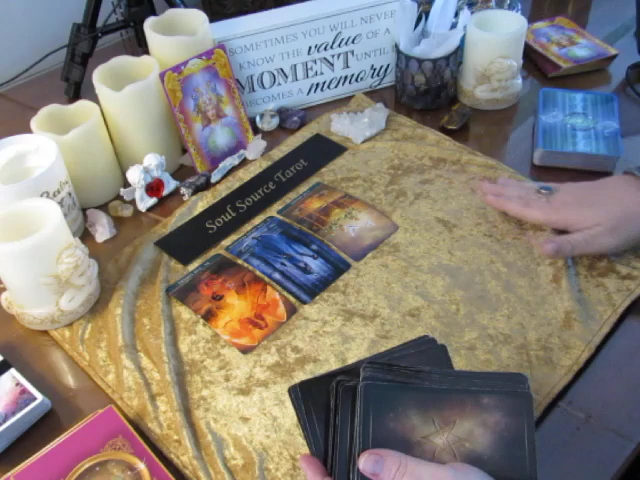 SOMETIMES YOU WILL NEVER
KNOW THE value OF A
MOMENT UNTIL IT
BECOMES A memory
Soul Source Tarot